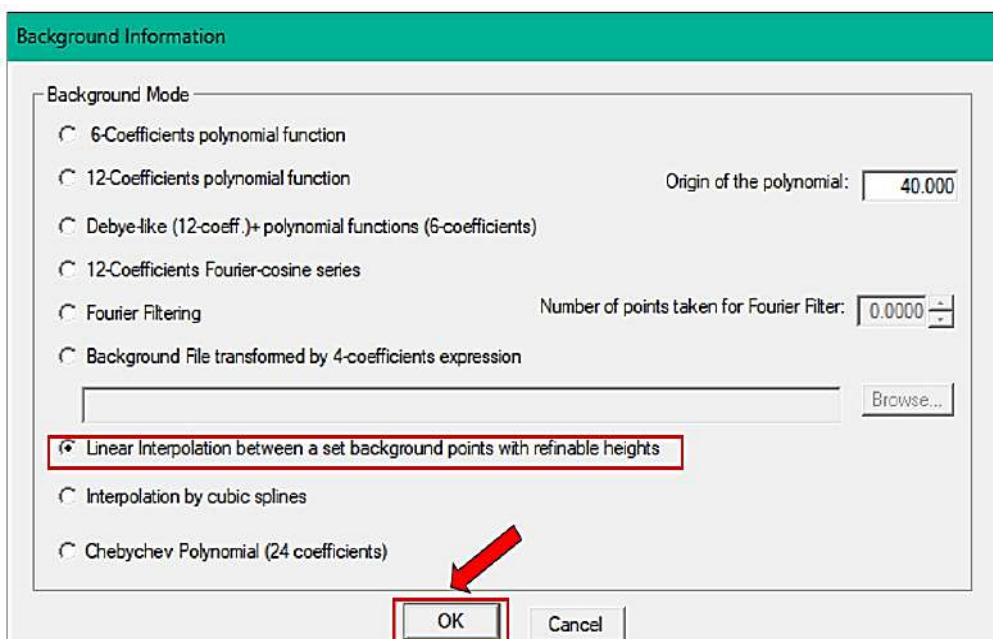 Background Information
Background Mode
6-Coefficients polynomial function
12-Coefficients polynomial function
Origin of the polynomial: 40.000
Debye-like (12-coeff.)+ polynomial functions (6-coefficients)
12-Coefficients Fourier-cosine series
Fourier Filtering
Number of points taken for Fourier Filter: 0.0000
Background File transformed by 4-coefficients expression
Browse...
Linear Interpolation between a set background points with refinable heights
Interpolation by cubic splines
Chebychev Polynomial (24 coefficients)
OK
Cancel